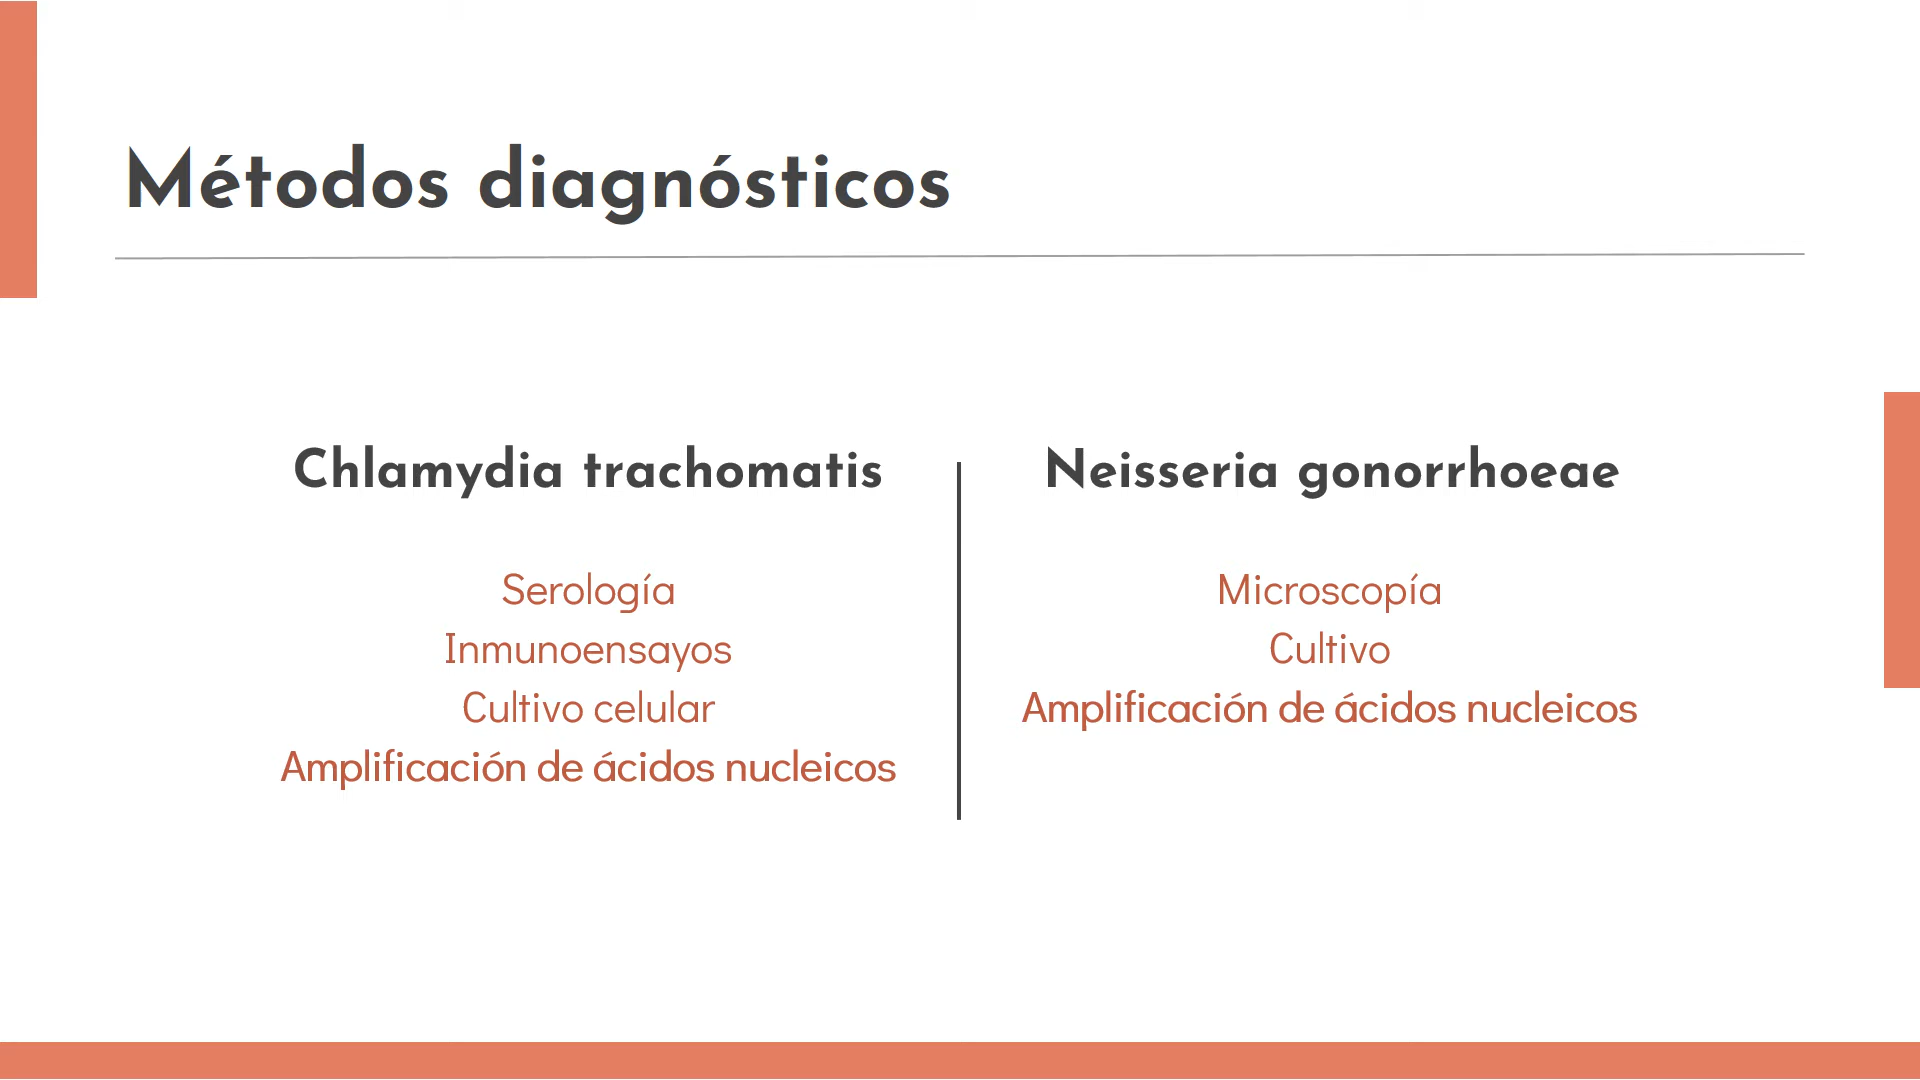 Métodos diagnósticos
Chlamydia trachomatis
Serología
Inmunoensayos
Cultivo celular
Amplificación de ácidos nucleicos
Neisseria gonorrhoeae
Microscopía
Cultivo
Amplificación de ácidos nucleicos